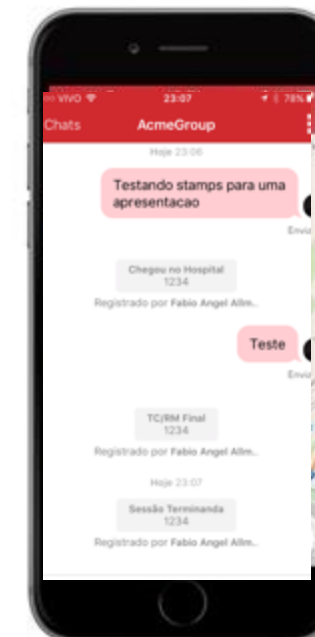 VIVO 23:07 78%
Chats AcmeGroup
Hoje 23:06
Testando stamps para uma
apresentacao
Envia
Chegou no Hospital
1234
Registrado por Fabio Angel Allm..
Teste
Envia
TC/RM Final
1234
Registrado por Fabio Angel Allm..
Hoje 23:07
Sessão Terminanda
1234
Registrado por Fabio Angel Allm..